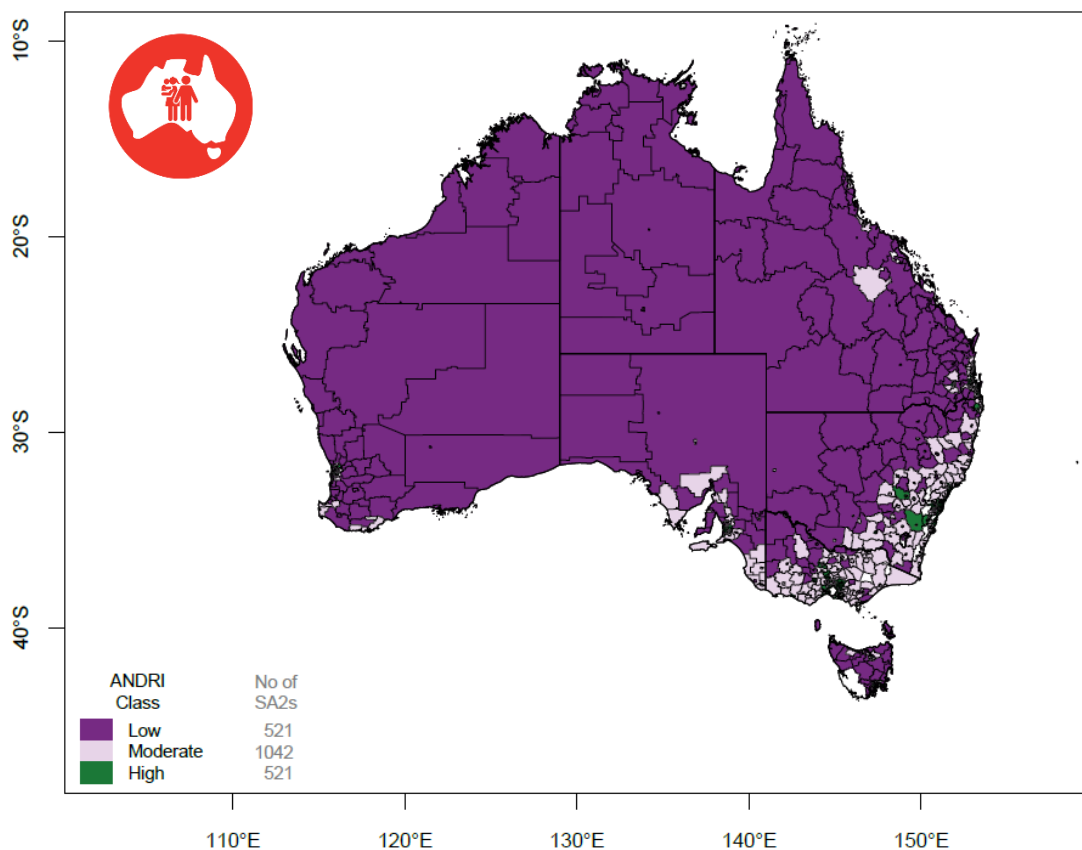 10°S
20°S
30°S
40°S
ANDRI Class No of SA2s
Low 521
Moderate 1042
High 521
110°E 120°E 130°E 140°E 150°E